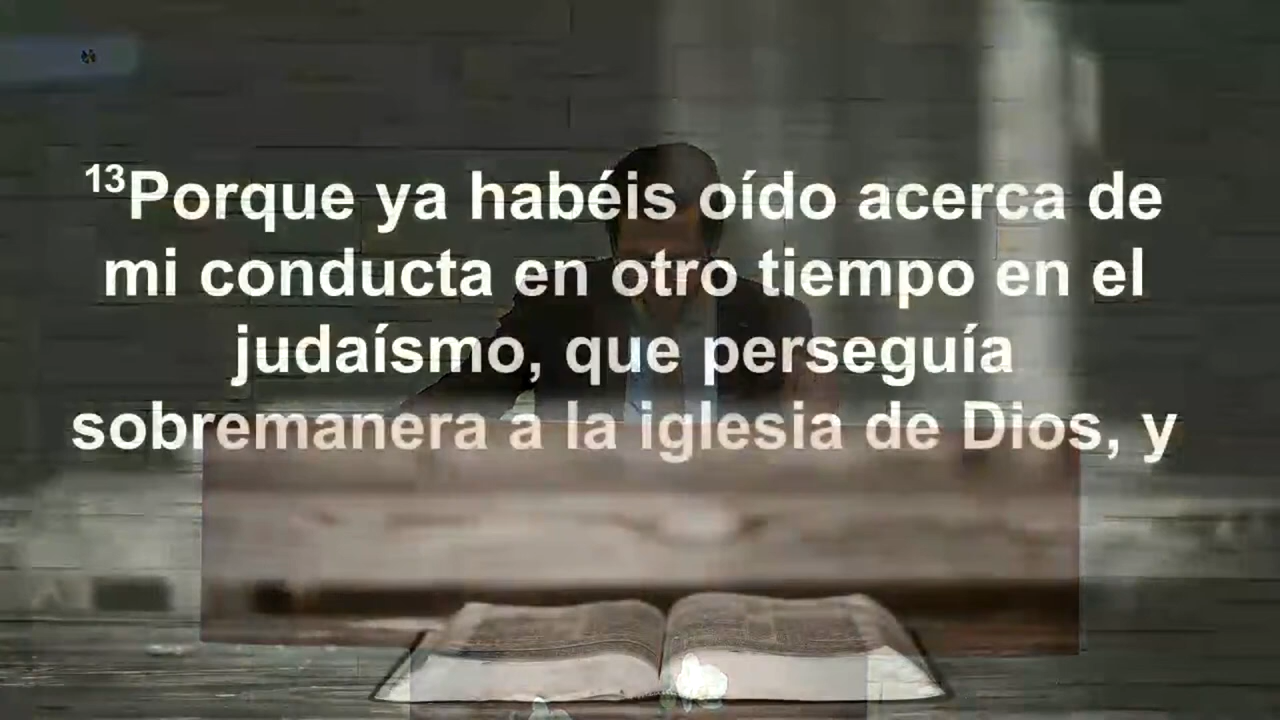 13Porque ya habéis oído acerca de
mi conducta en otro tiempo en el
judaísmo, que perseguía
sobremanera a la iglesia de Dios, y